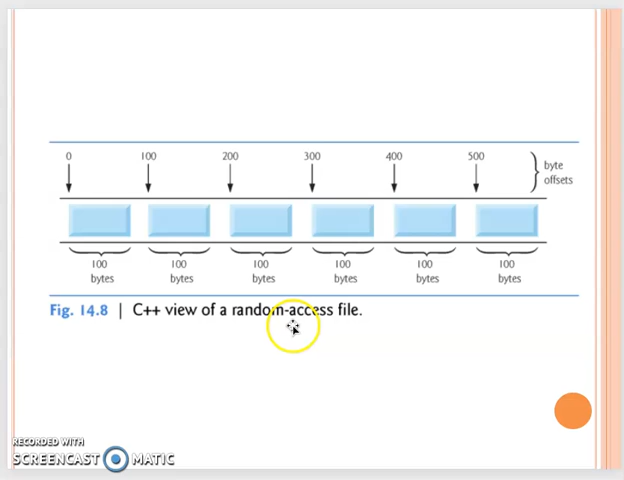 0 100 200 300 400 500
byte
offsets
100 100 100 100 100 100
bytes bytes bytes bytes bytes bytes
Fig. 14.8 | C++ view of a random-access file.
RECORDED WITH
SCREENCAST MATIC